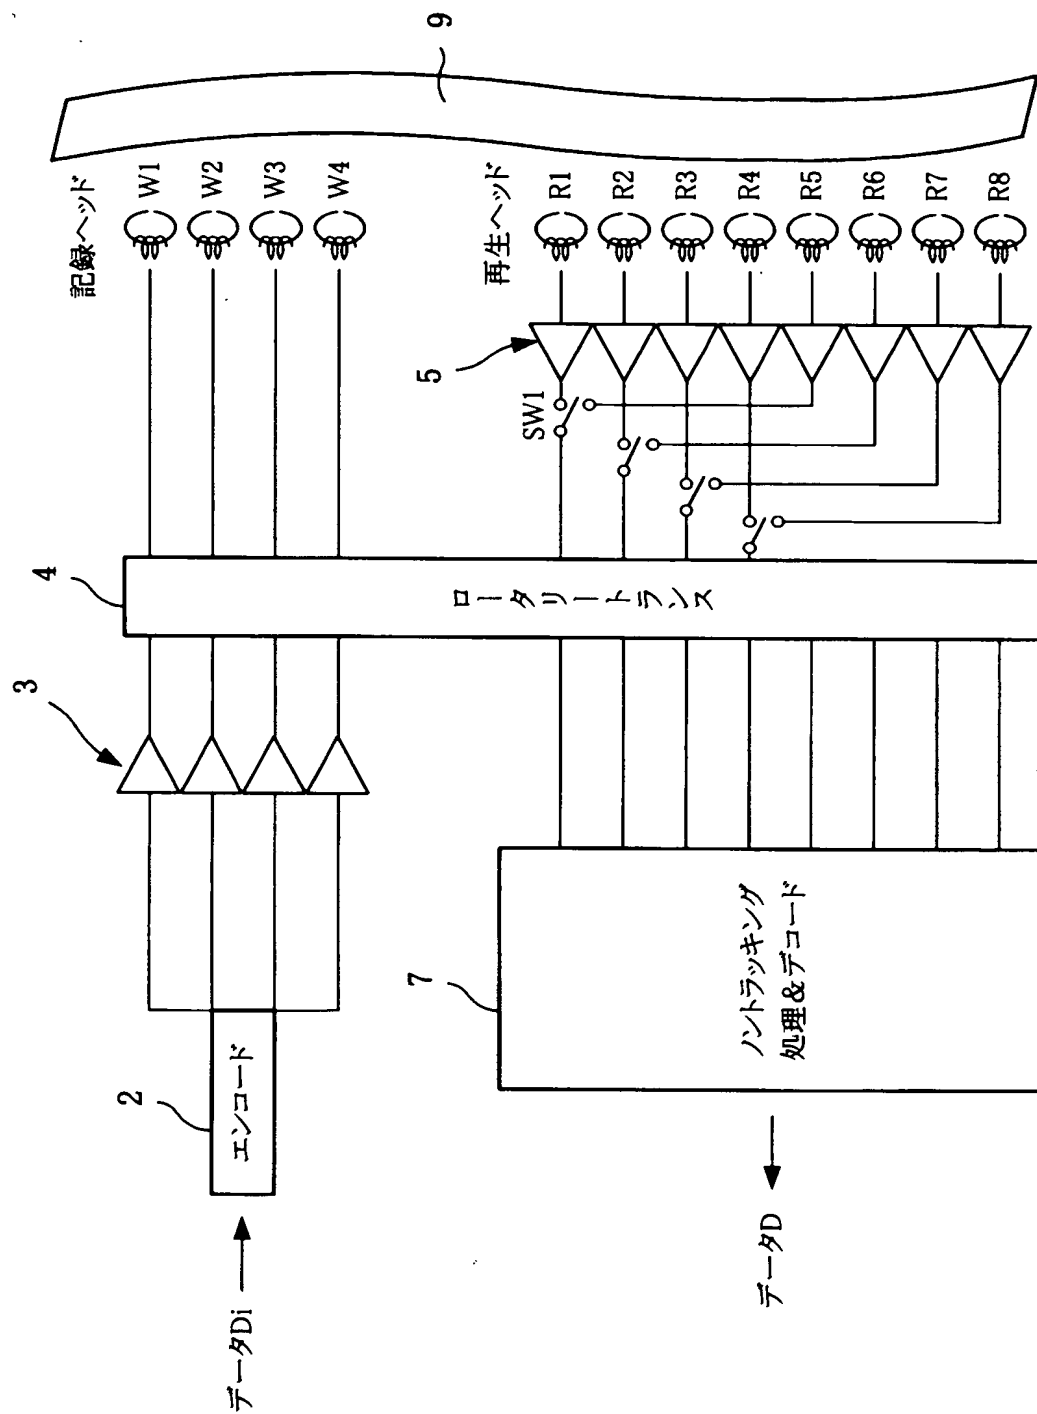 データDi
エンコード
2
3
4
ロータリートランス
記録ヘッド
W1
W2
W3
W4
9
再生ヘッド
R1
R2
R3
R4
R5
R6
R7
R8
5
SW1
7
ノントラッキング
処理&デコード
データD